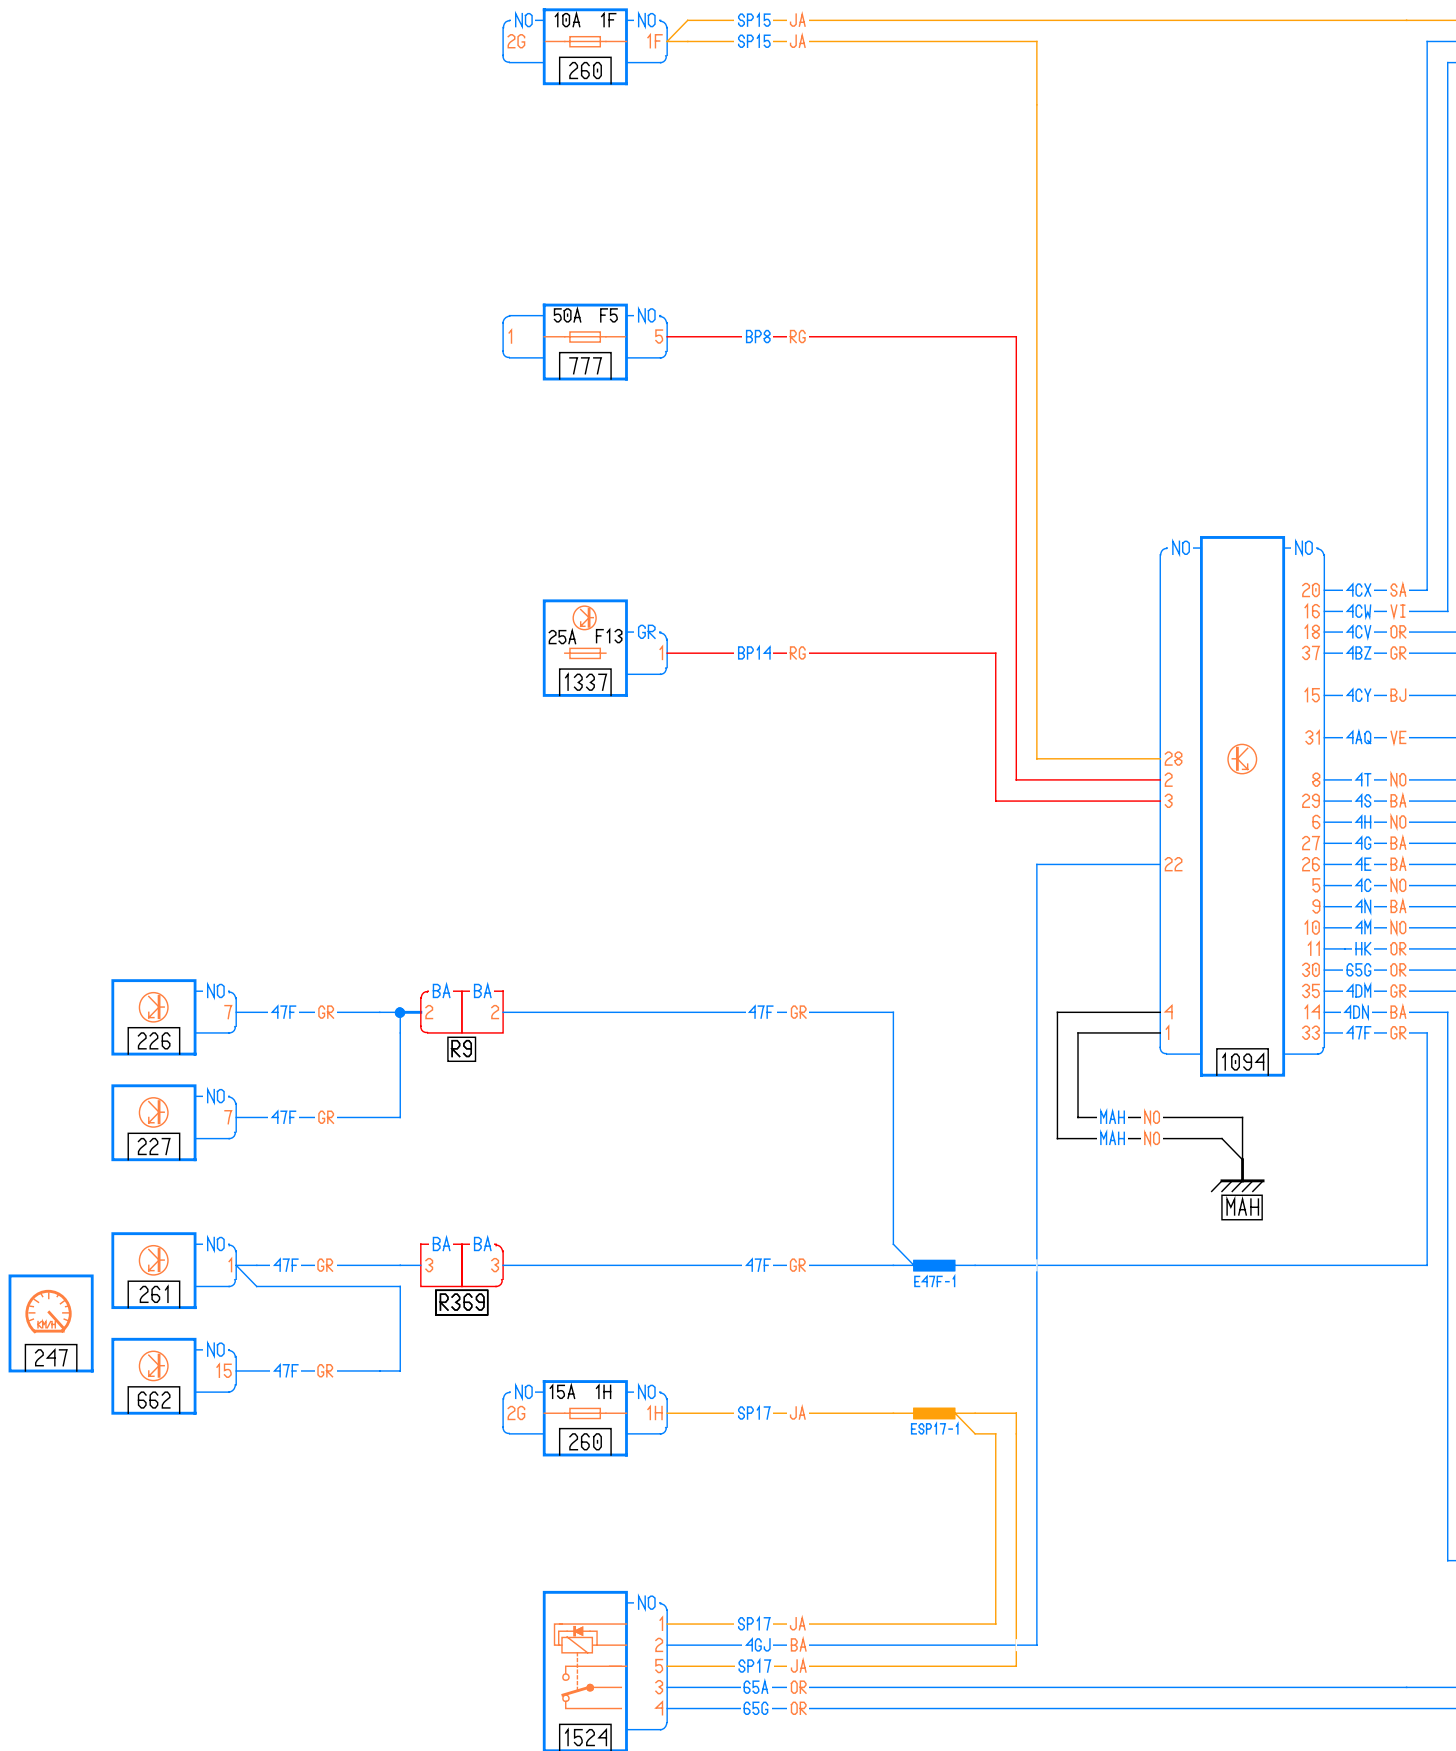 NO 10A 1F NO SP15 JA
2G 1F SP15 JA
260
50A F5 NO
1 5 BP8 RG
777
NO NO
20 4CX SA
16 4CW VI
25A F13 GR 18 4CV OR
1 BP14 RG 37 4BZ GR
1337
15 4CY BJ
31 4AQ VE
28
2 8 4T NO
3 29 4S BA
6 4H NO
27 4G BA
22 26 4E BA
5 4C NO
9 4N BA
10 4M NO
11 HK OR
30 65G OR
NO BA BA 35 4DM GR
7 47F GR 2 2 47F GR 4 14 4DN BA
226 R9 1 33 47F GR
1094
NO
7 47F GR MAH NO
227 MAH NO
MAH
NO BA BA
1 47F GR 3 3 47F GR
261 R369 E47F-1
KM/H
247
NO
15 47F GR
662
NO 15A 1H NO
2G 1H SP17 JA
260 ESP17-1
NO
1 SP17 JA
2 4GJ BA
5 SP17 JA
3 65A OR
4 65G OR
1524